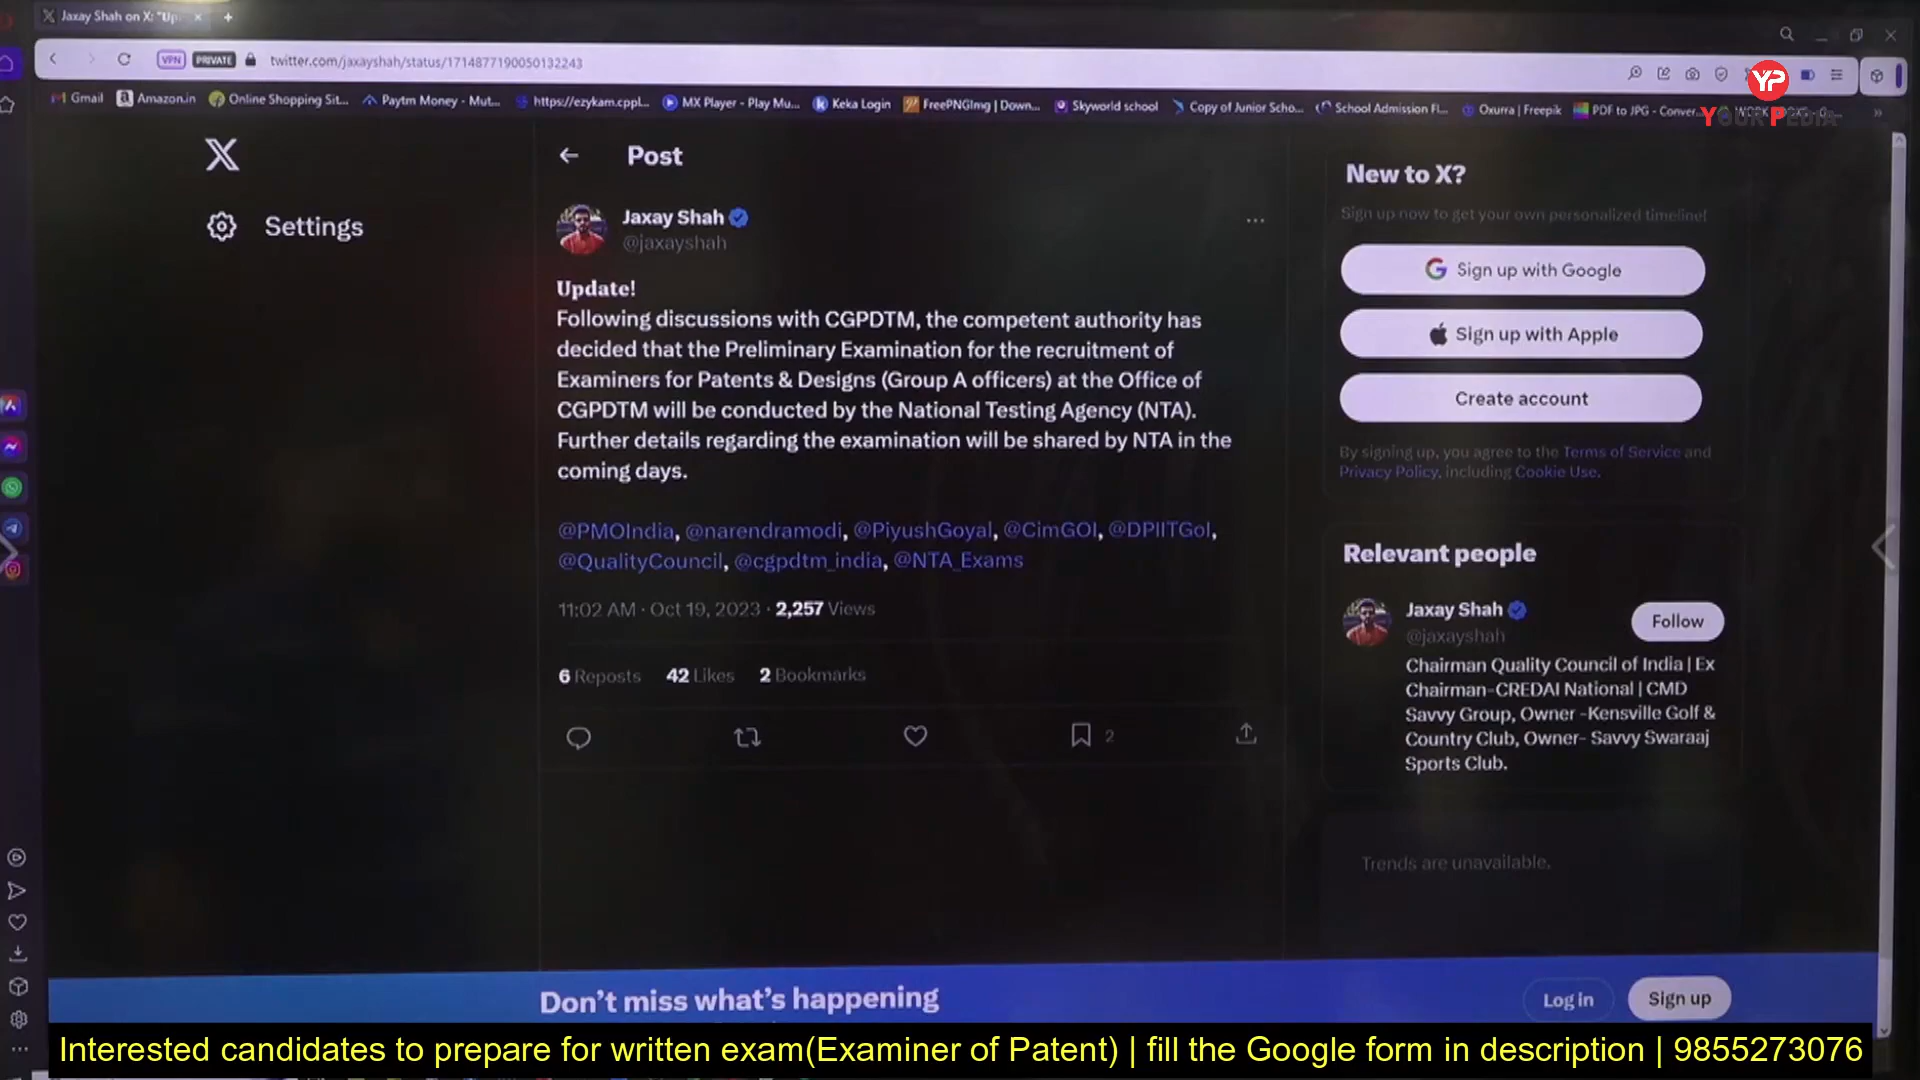 Jaxay Shah on X: "Up
VPN PRIVATE twitter.com/jaxayshah/status/1714877190050132243
Gmail Amazon.in Online Shopping Sit... Paytm Money - Mut... https://ezykam.cppl... MX Player - Play Mu... Keka Login FreePNGImg | Down... Skyworld school Copy of Junior Scho... School Admission Fl... Oxurra | Freepik PDF to JPG - Conver...
YP
YOUR PEDIA
Settings
Post
Jaxay Shah
@jaxayshah
Update!
Following discussions with CGPDTM, the competent authority has
decided that the Preliminary Examination for the recruitment of
Examiners for Patents & Designs (Group A officers) at the Office of
CGPDTM will be conducted by the National Testing Agency (NTA).
Further details regarding the examination will be shared by NTA in the
coming days.
@PMOIndia, @narendramodi, @PiyushGoyal, @CimGOI, @DPIITGoI,
@QualityCouncil, @cgpdtm_india, @NTA_Exams
11:02 AM · Oct 19, 2023 · 2,257 Views
6 Reposts 42 Likes 2 Bookmarks
2
New to X?
Sign up now to get your own personalized timeline!
Sign up with Google
Sign up with Apple
Create account
By signing up, you agree to the Terms of Service and
Privacy Policy, including Cookie Use.
Relevant people
Jaxay Shah
@jaxayshah
Follow
Chairman Quality Council of India | Ex
Chairman-CREDAI National | CMD
Savvy Group, Owner -Kensville Golf &
Country Club, Owner- Savvy Swaraaj
Sports Club.
Trends are unavailable.
Don't miss what's happening
Log in
Sign up
Interested candidates to prepare for written exam(Examiner of Patent) | fill the Google form in description | 9855273076